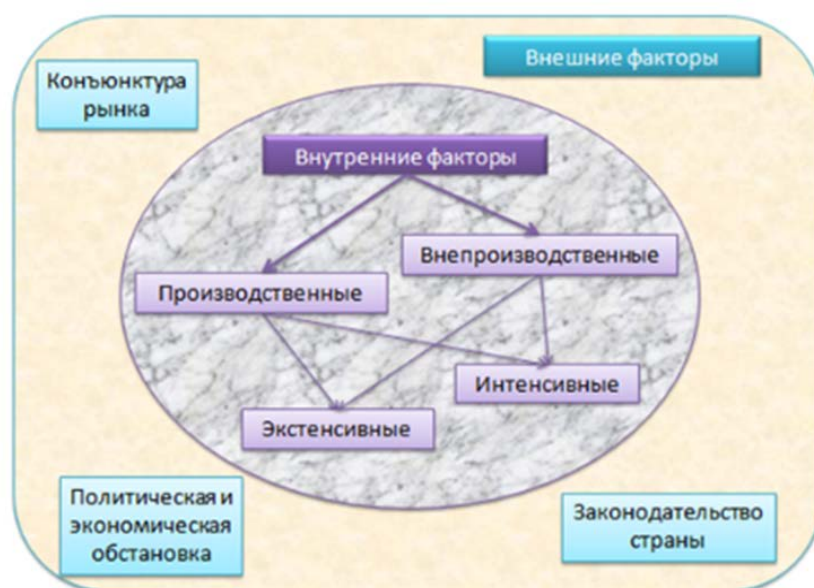 Внешние факторы
Конъюнктура
рынка
Внутренние факторы
Внепроизводственные
Производственные
Интенсивные
Экстенсивные
Политическая и
экономическая
обстановка
Законодательство
страны